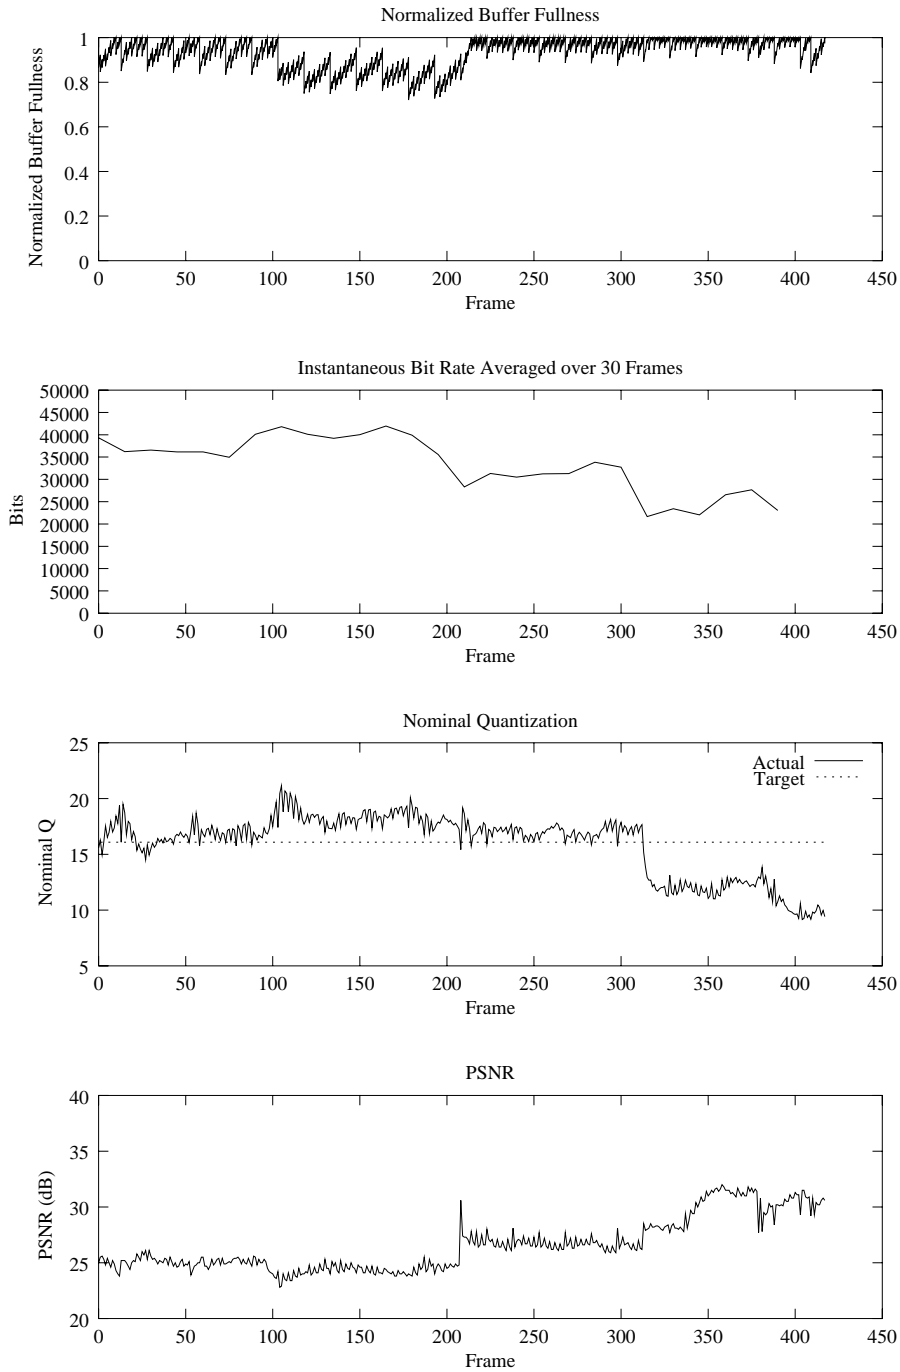 Normalized Buffer Fullness
1
0.8
0.6
0.4
0.2
0
Normalized Buffer Fullness
0 50 100 150 200 250 300 350 400 450
Frame
Instantaneous Bit Rate Averaged over 30 Frames
50000
45000
40000
35000
30000
25000
20000
15000
10000
5000
0
Bits
0 50 100 150 200 250 300 350 400 450
Frame
Nominal Quantization
25
20
15
10
5
Nominal Q
Actual
Target
0 50 100 150 200 250 300 350 400 450
Frame
PSNR
40
35
30
25
20
PSNR (dB)
0 50 100 150 200 250 300 350 400 450
Frame